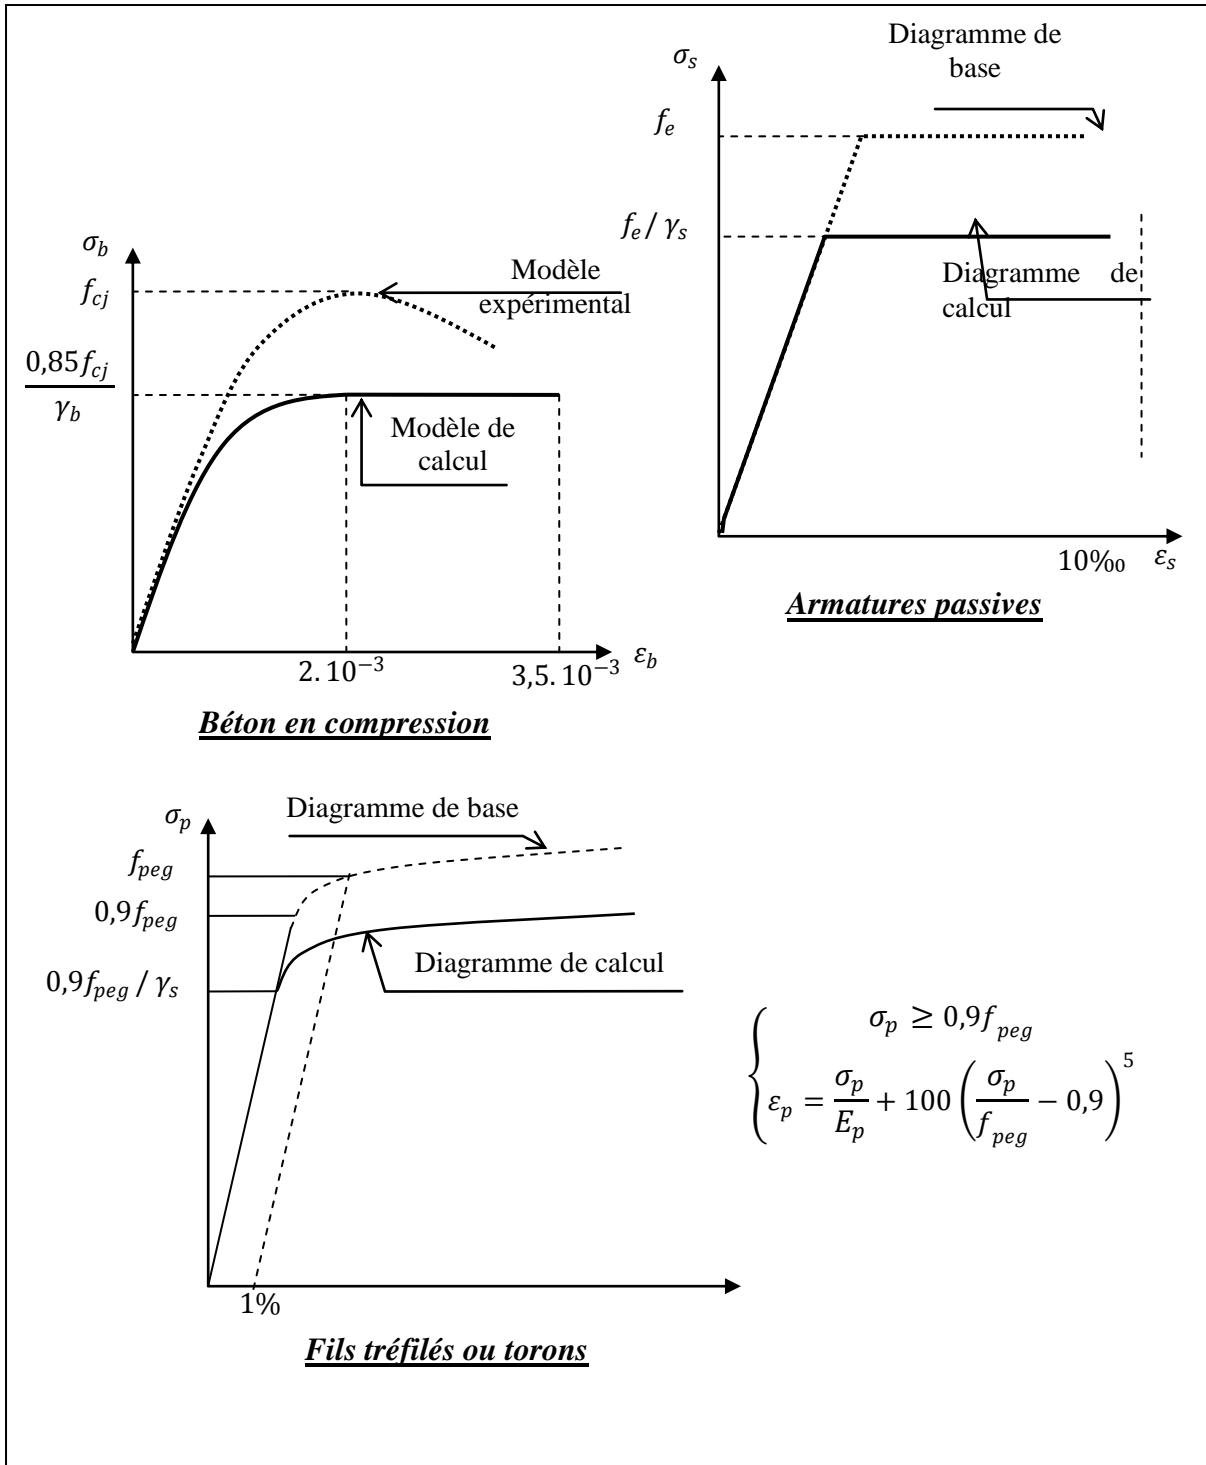 Diagramme de
base
σ_s
f_e
f_e / γ_s
Diagramme de
calcul
10‰
ε_s
Armatures passives
σ_b
f_cj
0,85f_cj
γ_b
Modèle
expérimental
Modèle de
calcul
2. 10⁻³
3,5. 10⁻³
ε_b
Béton en compression
σ_p
Diagramme de base
f_peg
0,9f_peg
0,9f_peg / γ_s
Diagramme de calcul
1%
Fils tréfilés ou torons
σ_p ≥ 0,9f_peg
ε_p = σ_p/E_p + 100 (σ_p/f_peg − 0,9)⁵